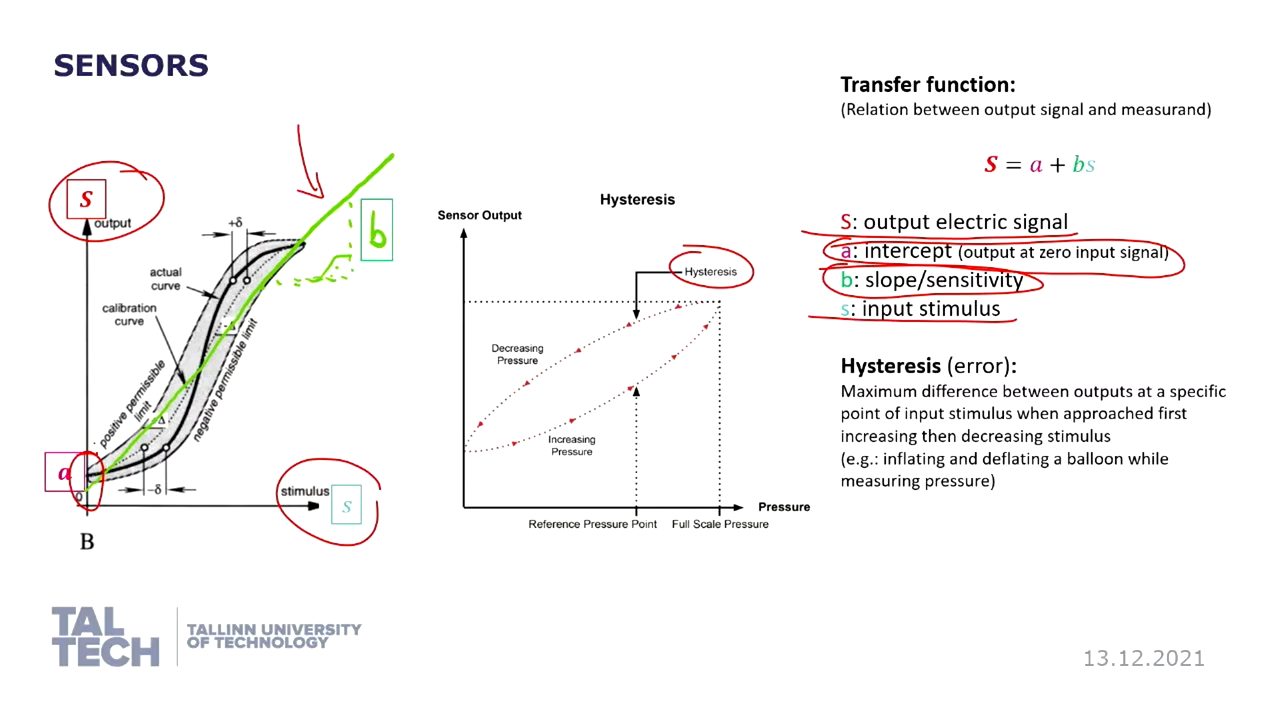 SENSORS
S
output
+δ
b
actual
curve
calibration
curve
Δ
positive permissible
limit
negative permissible limit
Δ
a
0
-δ
stimulus
s
B
Hysteresis
Sensor Output
Hysteresis
Decreasing
Pressure
Increasing
Pressure
Pressure
Reference Pressure Point
Full Scale Pressure
Transfer function:
(Relation between output signal and measurand)
S = a + bs
S: output electric signal
a: intercept (output at zero input signal)
b: slope/sensitivity
s: input stimulus
Hysteresis (error):
Maximum difference between outputs at a specific
point of input stimulus when approached first
increasing then decreasing stimulus
(e.g.: inflating and deflating a balloon while
measuring pressure)
TAL
TECH
TALLINN UNIVERSITY
OF TECHNOLOGY
13.12.2021